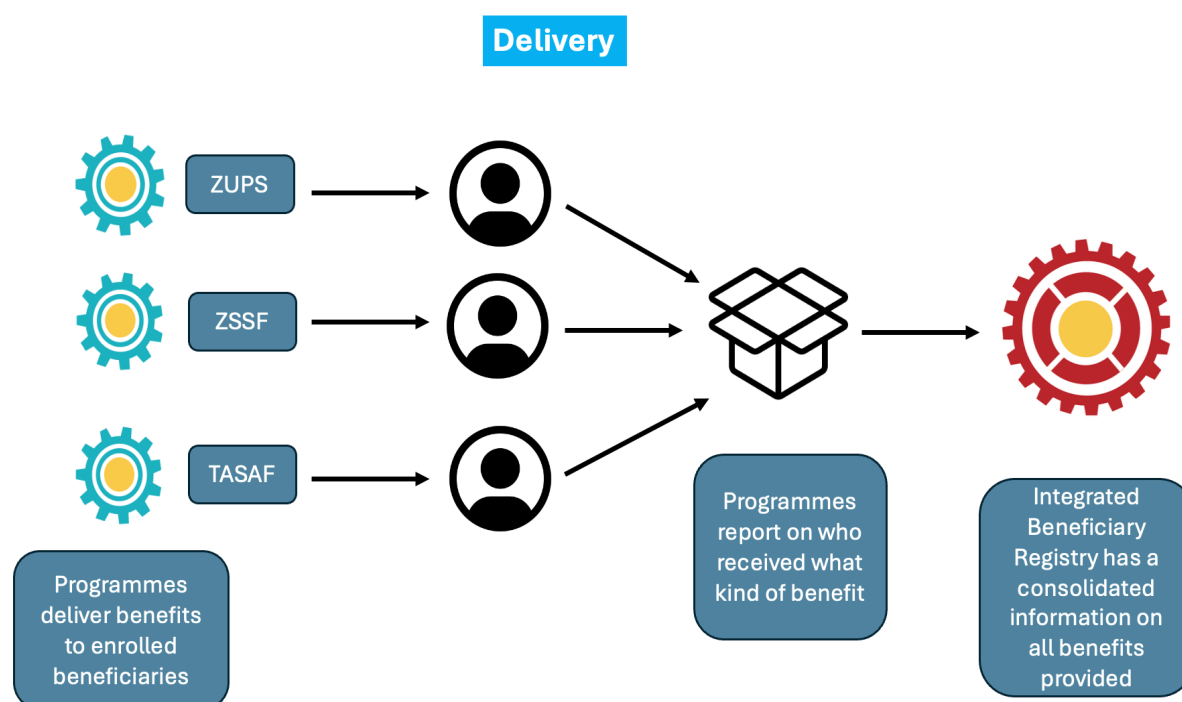 Delivery
ZUPS
ZSSF
TASAF
Programmes
deliver benefits
to enrolled
beneficiaries
Programmes
report on who
received what
kind of benefit
Integrated
Beneficiary
Registry has a
consolidated
information on
all benefits
provided